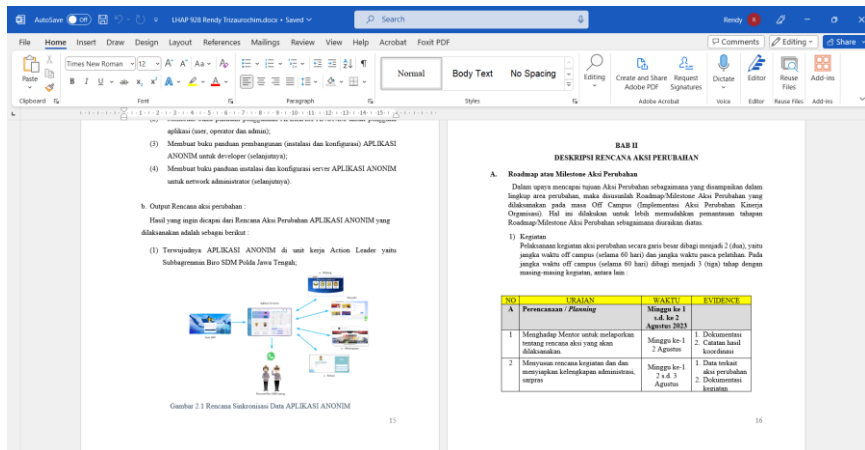 AutoSave Off LHAP 928 Rendy Trizaurochim.docx • Saved Search Rendy R
File Home Insert Draw Design Layout References Mailings Review View Help Acrobat Foxit PDF Comments Editing Share
Paste Times New Roman 12 Normal Body Text No Spacing Editing Create and Share Adobe PDF Request Signatures Dictate Editor Reuse Files Add-ins
Clipboard Font Paragraph Styles Adobe Acrobat Voice Editor Reuse Files Add-ins
aplikasi (user, operator dan admin);
(3) Membuat buku panduan pembangunan (instalasi dan konfigurasi) APLIKASI
ANONIM untuk developer (selanjutnya);
(4) Membuat buku panduan instalasi dan konfigurasi server APLIKASI ANONIM
untuk network administrator (selanjutnya).
b. Output Rencana aksi perubahan :
Hasil yang ingin dicapai dari Rencana Aksi Perubahan APLIKASI ANONIM yang
dilaksanakan adalah sebagai berikut :
(1) Terwujudnya APLIKASI ANONIM di unit kerja Action Leader yaitu
Subbagrenmin Biro SDM Polda Jawa Tengah;
Gambar 2.1 Rencana Sinkronisasi Data APLIKASI ANONIM
15
BAB II
DESKRIPSI RENCANA AKSI PERUBAHAN
A. Roadmap atau Milestone Aksi Perubahan
Dalam upaya mencapai tujuan Aksi Perubahan sebagaimana yang disampaikan dalam
lingkup area perubahan, maka disusunlah Roadmap/Milestone Aksi Perubahan yang
dilaksanakan pada masa Off Campus (Implementasi Aksi Perubahan Kinerja
Organisasi). Hal ini dilakukan untuk lebih memudahkan pemantauan tahapan
Roadmap/Milestone Aksi Perubahan sebagaimana diuraikan diatas.
1) Kegiatan
Pelaksanaan kegiatan aksi perubahan secara garis besar dibagi menjadi 2 (dua), yaitu
jangka waktu off campus (selama 60 hari) dan jangka waktu pasca pelatihan. Pada
jangka waktu off campus (selama 60 hari) dibagi menjadi 3 (tiga) tahap dengan
masing-masing kegiatan, antara lain :
NO URAIAN WAKTU EVIDENCE
A Perencanaan / Planning Minggu ke 1
s.d. ke 2
Agustus 2023
1 Menghadap Mentor untuk melaporkan
tentang rencana aksi yang akan
dilaksanakan.
Minggu ke-1
2 Agustus
1. Dokumentasi
2. Catatan hasil
koordinasi
2 Menyusun rencana kegiatan dan dan
menyiapkan kelengkapan administrasi,
sarpras
Minggu ke-1
2 s.d. 3
Agustus
1. Data terkait
aksi perubahan
2. Dokumentasi
kegiatan
16